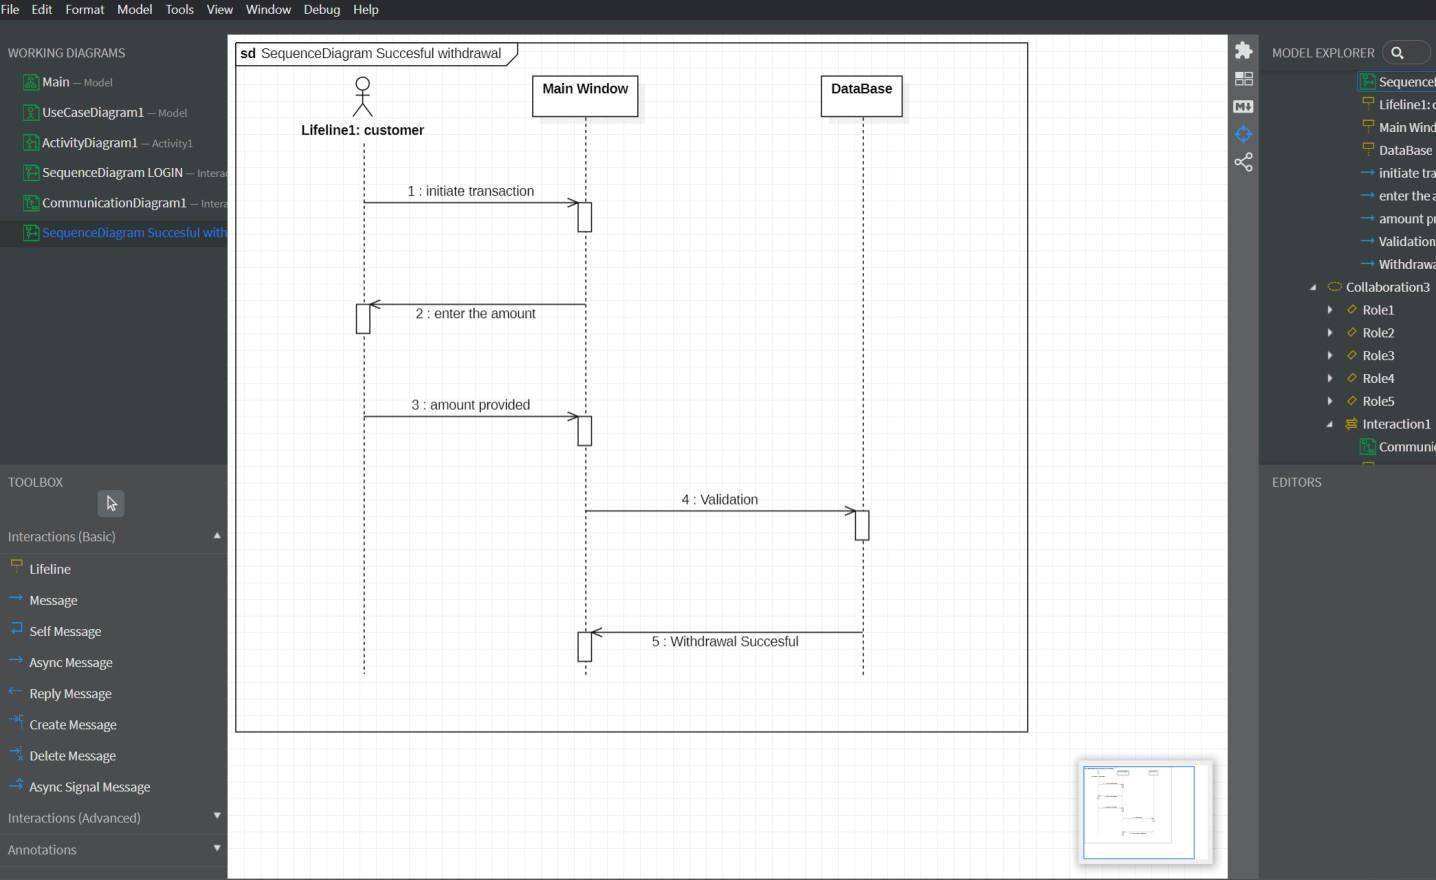 File Edit Format Model Tools View Window Debug Help
WORKING DIAGRAMS
Main — Model
UseCaseDiagram1 — Model
ActivityDiagram1 — Activity1
SequenceDiagram LOGIN — Intera
CommunicationDiagram1 — Intera
SequenceDiagram Succesful with
TOOLBOX
Interactions (Basic)
Lifeline
Message
Self Message
Async Message
Reply Message
Create Message
Delete Message
Async Signal Message
Interactions (Advanced)
Annotations
sd SequenceDiagram Succesful withdrawal
Lifeline1: customer
Main Window
DataBase
1 : initiate transaction
2 : enter the amount
3 : amount provided
4 : Validation
5 : Withdrawal Succesful
MODEL EXPLORER
Sequence
Lifeline1: c
Main Wind
DataBase
initiate tra
enter the a
amount pr
Validation
Withdrawa
Collaboration3
Role1
Role2
Role3
Role4
Role5
Interaction1
Communic
EDITORS